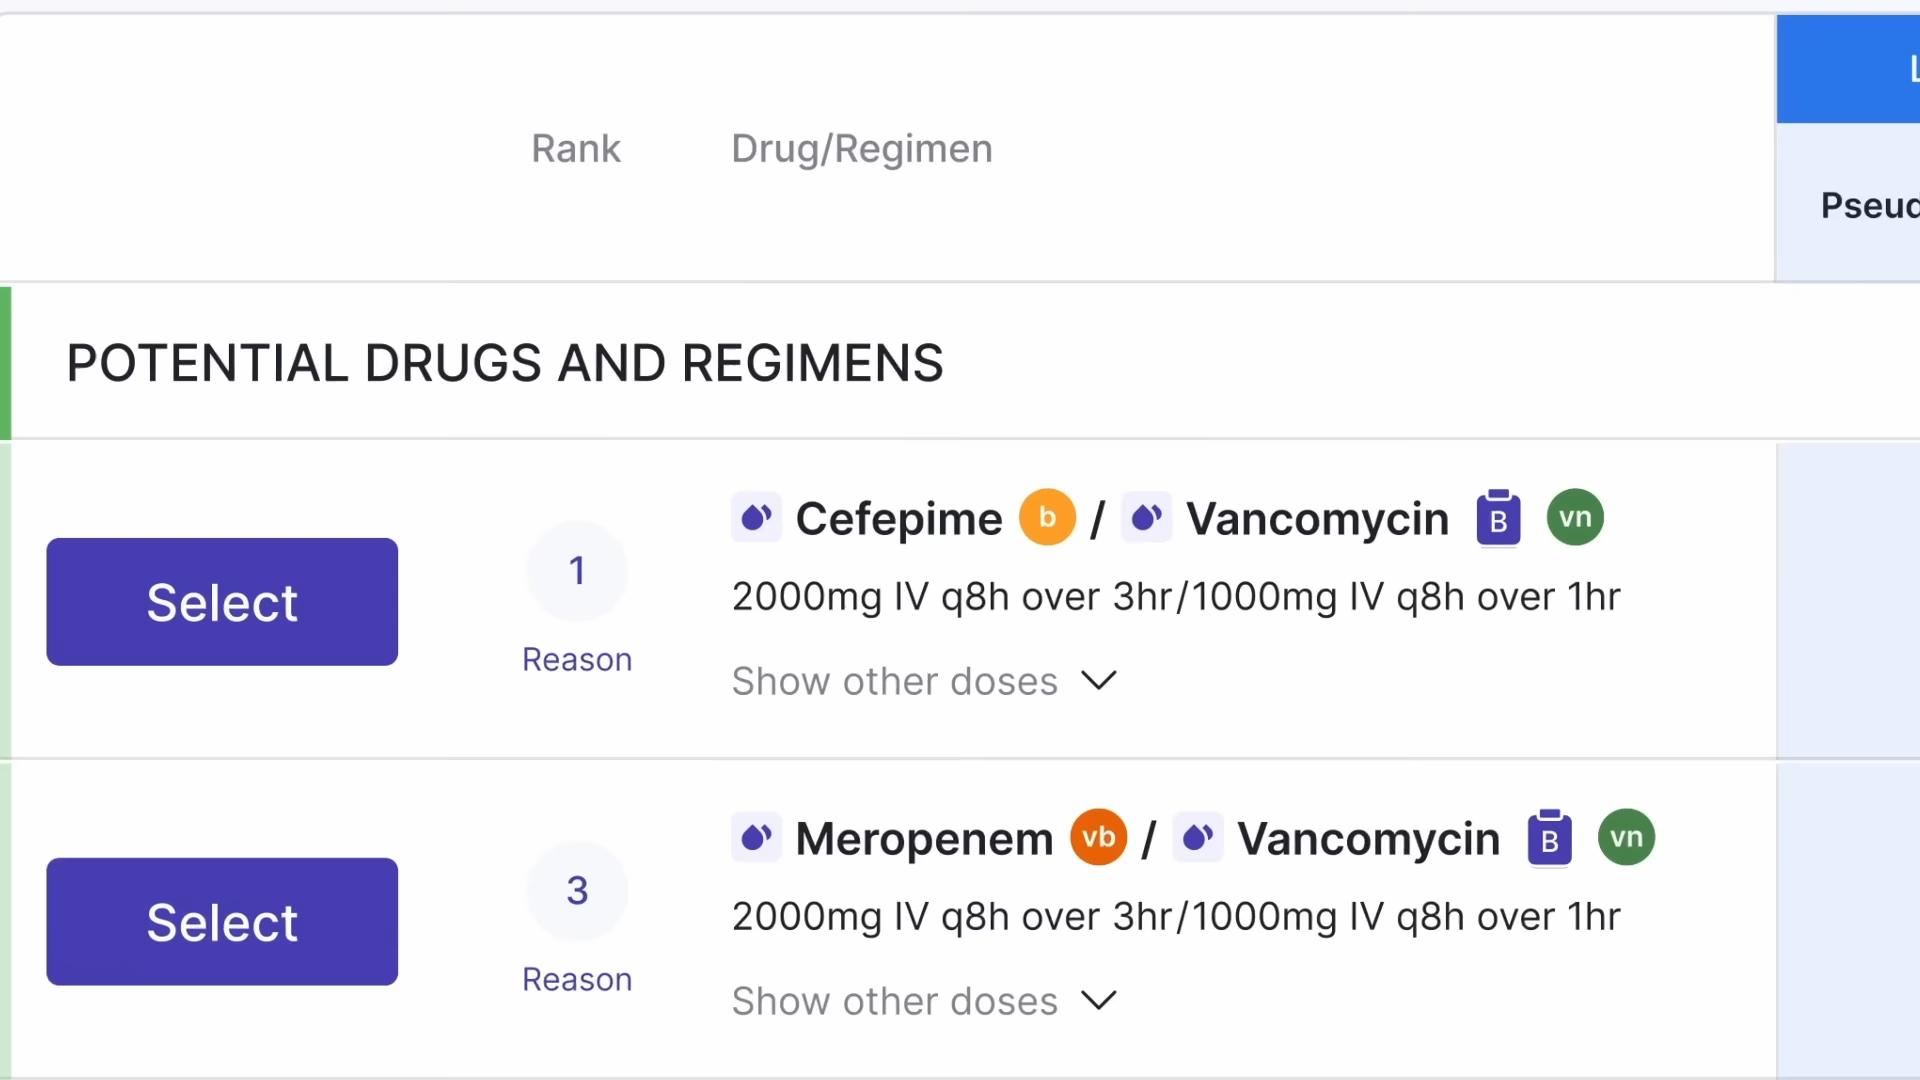 Rank Drug/Regimen
POTENTIAL DRUGS AND REGIMENS
Cefepime b / Vancomycin B vn
Select
1
Reason
2000mg IV q8h over 3hr/1000mg IV q8h over 1hr
Show other doses
Meropenem vb / Vancomycin B vn
Select
3
Reason
2000mg IV q8h over 3hr/1000mg IV q8h over 1hr
Show other doses